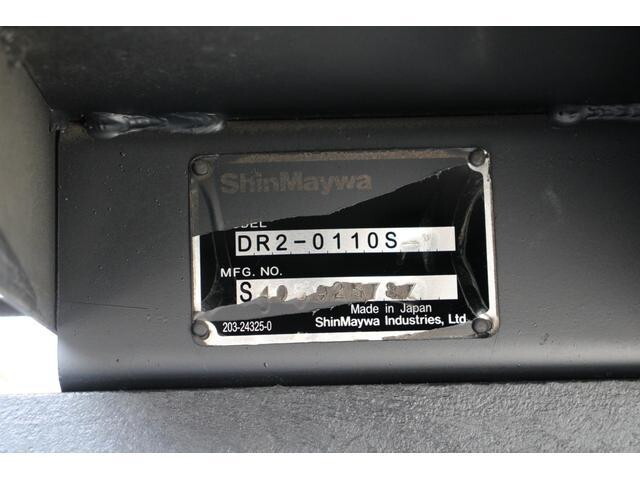 ShinMaywa
DR2-0110S
MFG. NO.
Made in Japan
203-24325-0
ShinMaywa Industries, Ltd.